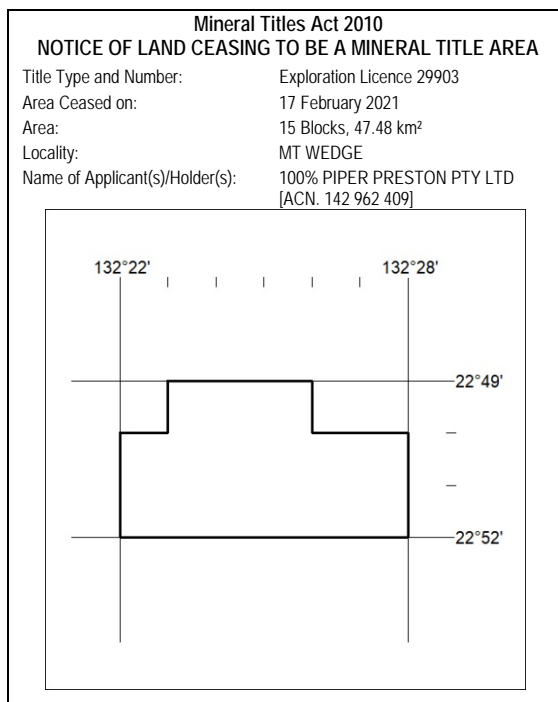 Mineral Titles Act 2010
NOTICE OF LAND CEASING TO BE A MINERAL TITLE AREA
Title Type and Number: Exploration Licence 29903
Area Ceased on: 17 February 2021
Area: 15 Blocks, 47.48 km²
Locality: MT WEDGE
Name of Applicant(s)/Holder(s): 100% PIPER PRESTON PTY LTD
[ACN. 142 962 409]
132°22' 132°28'
22°49'
22°52'